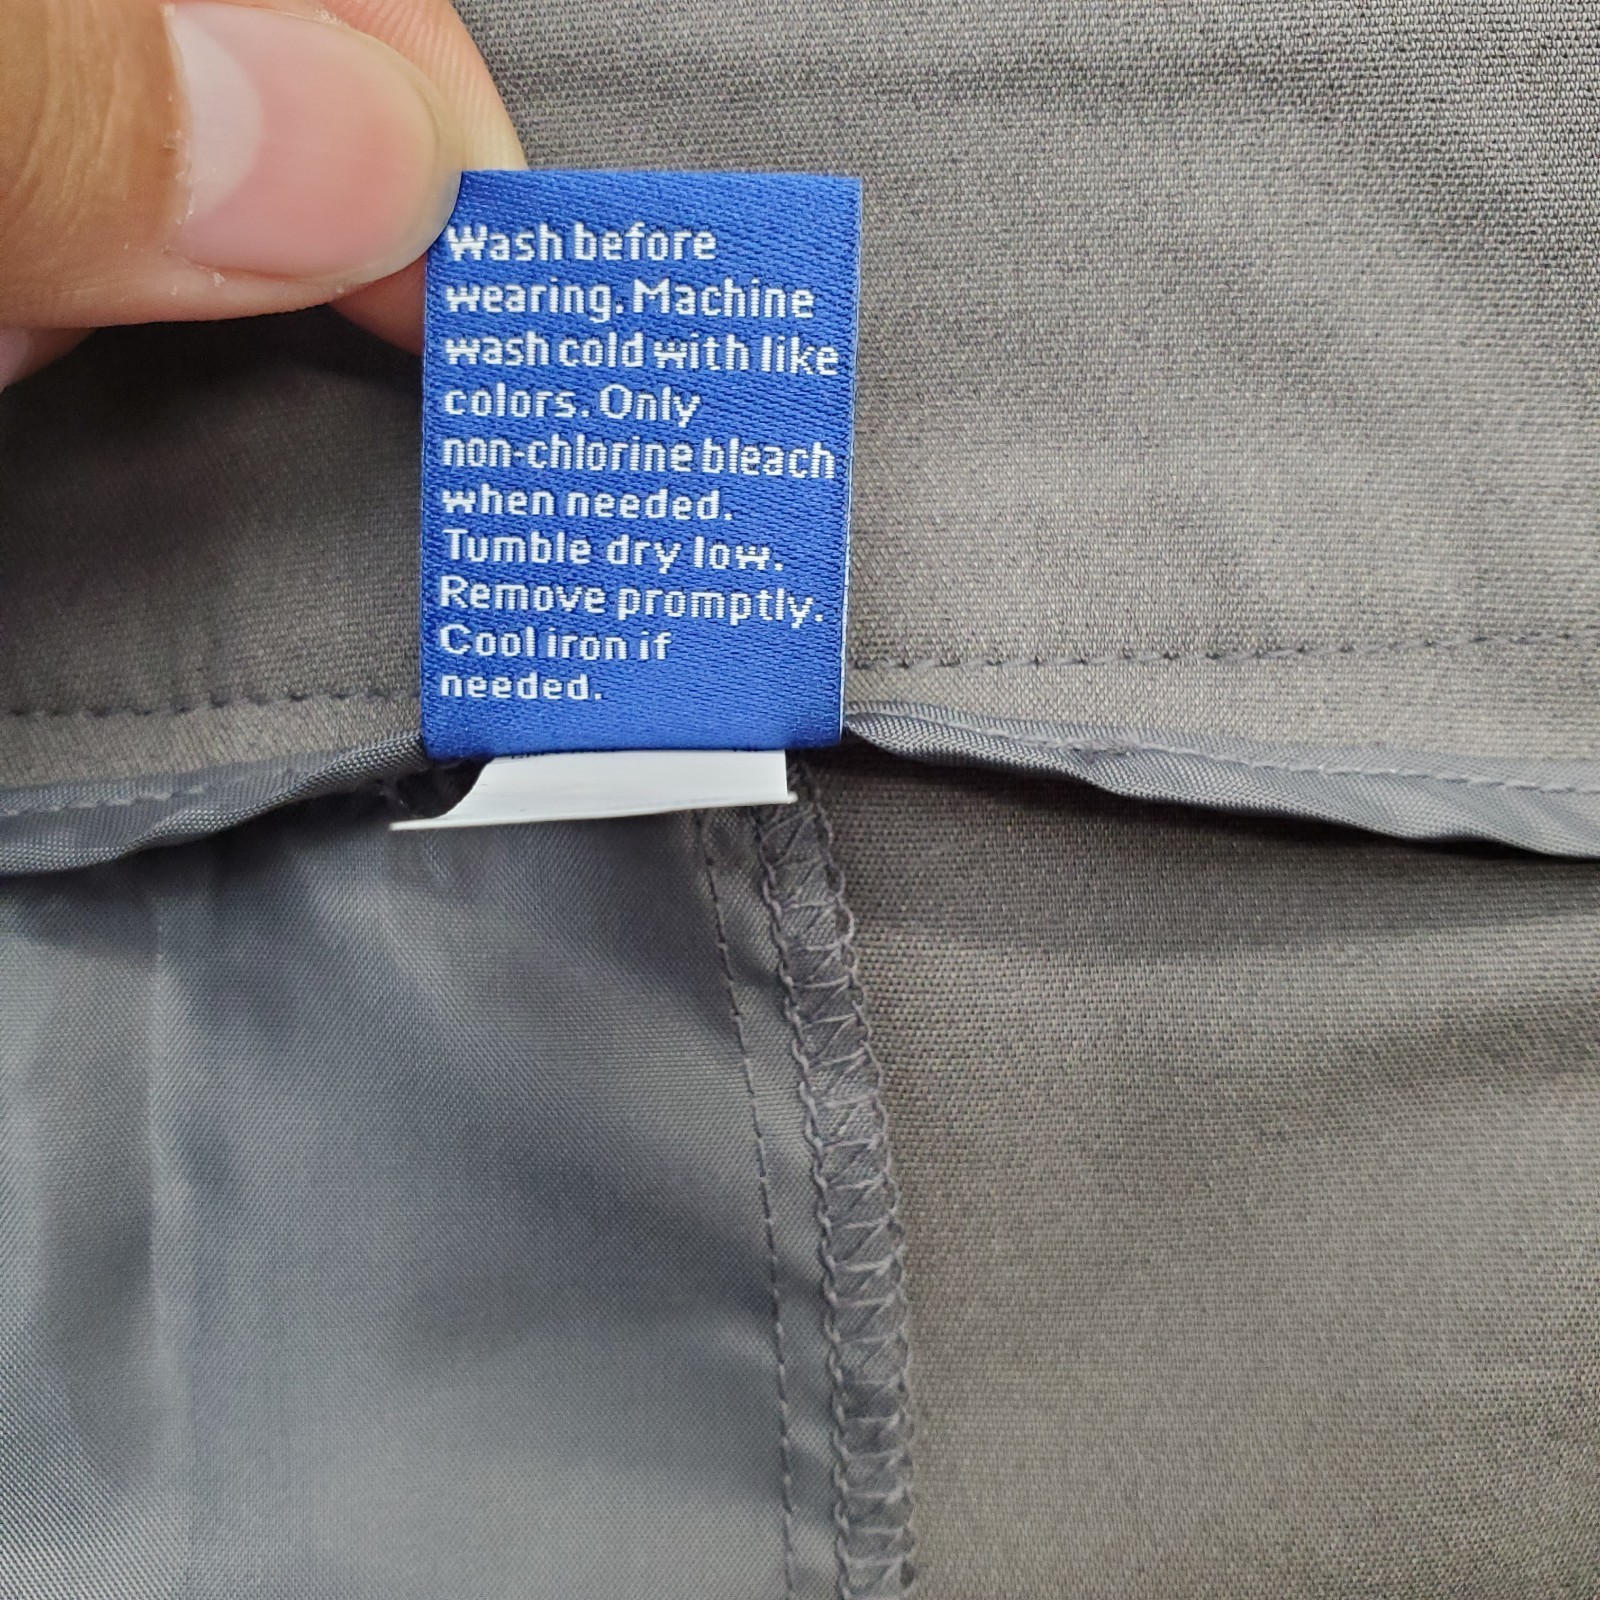 Wash before
wearing. Machine
wash cold with like
colors. Only
non-chlorine bleach
when needed.
Tumble dry low.
Remove promptly.
Cool iron if
needed.